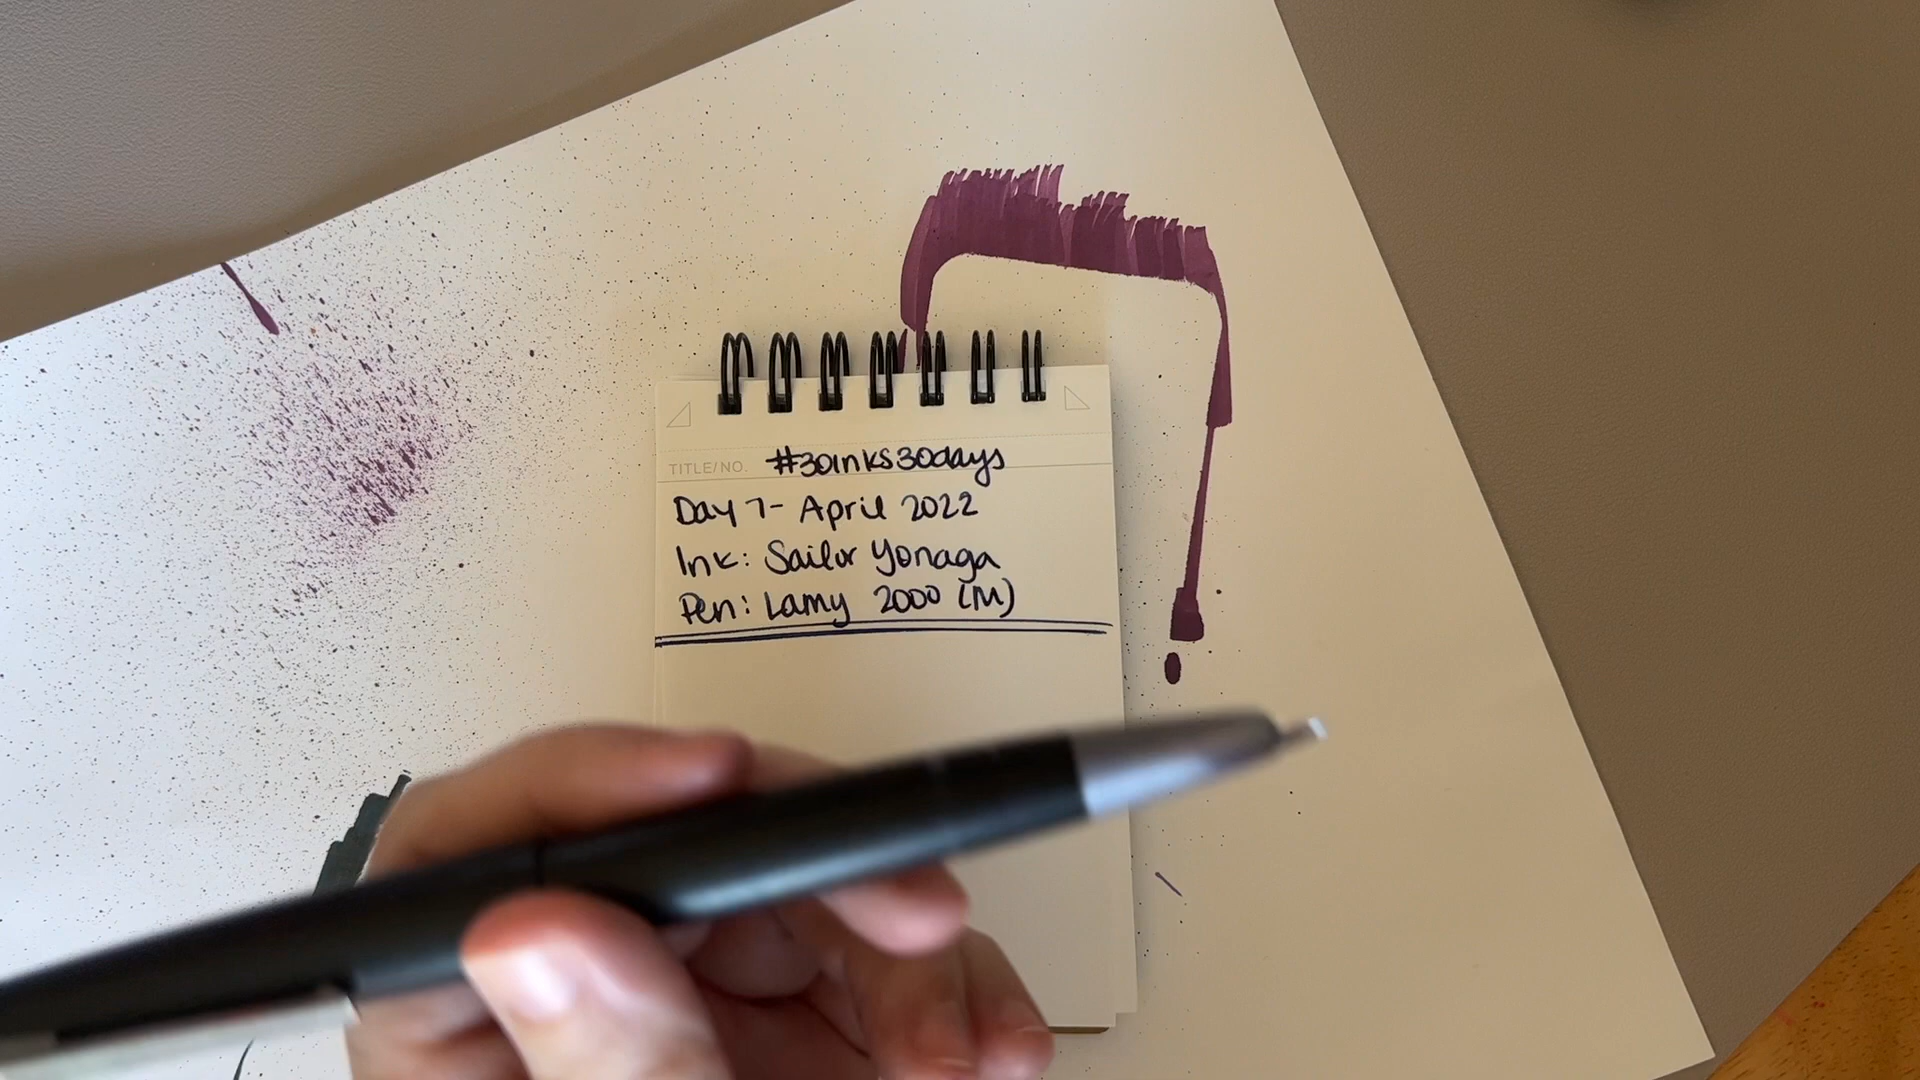 TITLE/NO. #30inks30days
Day 7 - April 2022
Ink: Sailor Yonaga
Pen: Lamy 2000 (M)